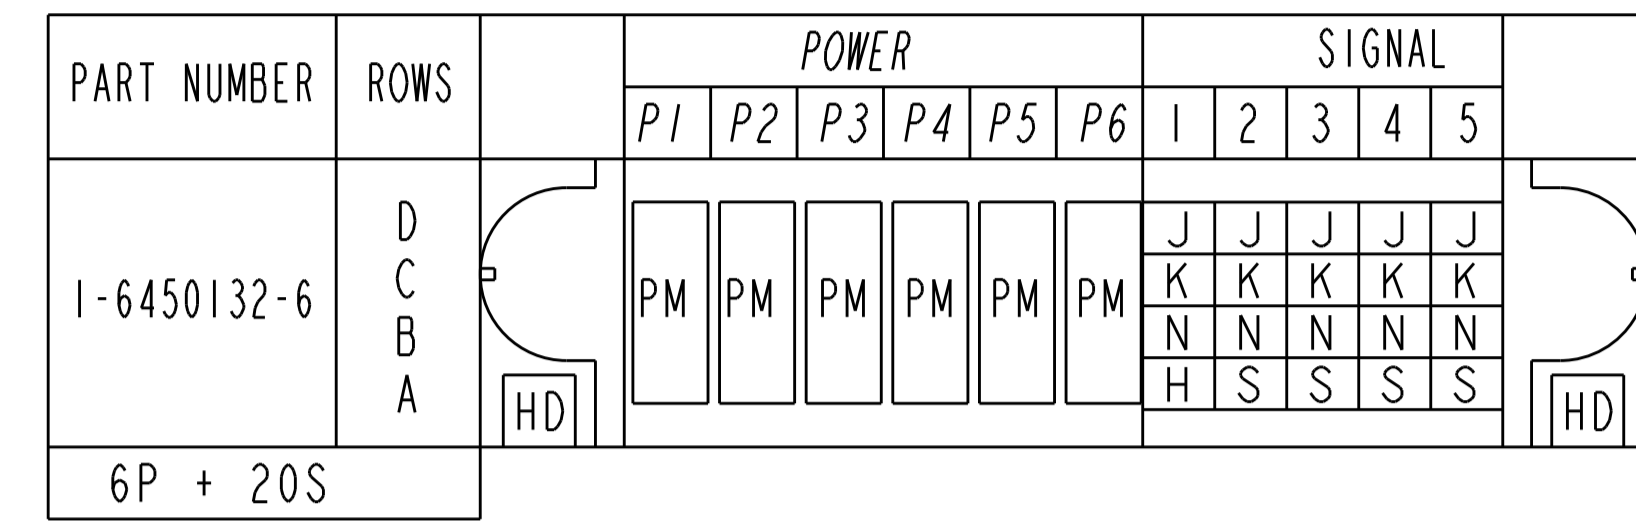 POWER SIGNAL
PART NUMBER ROWS
P1 P2 P3 P4 P5 P6 1 2 3 4 5
D J J J J J
C K K K K K
1-6450132-6 PM PM PM PM PM PM
B N N N N N
A H S S S S
HD HD
6P + 20S